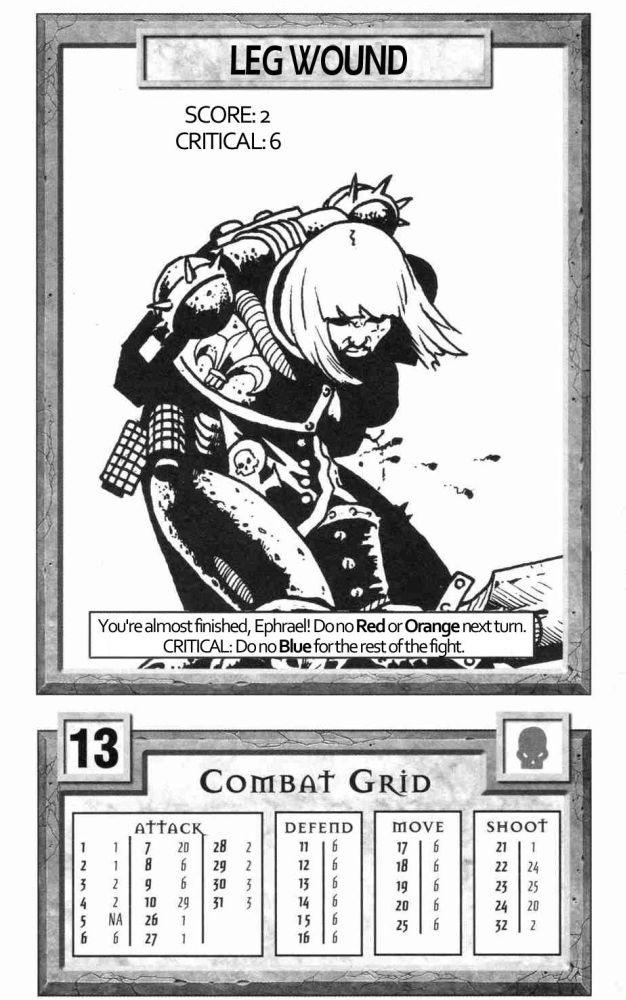 LEG WOUND
SCORE: 2
CRITICAL: 6
You're almost finished, Ephrael! Do no Red or Orange next turn.
CRITICAL: Do no Blue for the rest of the fight.
13
COMBAT GRID
ATTACK
1 1 7 20 28 2
2 1 8 6 29 2
3 2 9 6 30 3
4 2 10 29 31 3
5 NA 26 1
6 6 27 1
DEFEND
11 6
12 6
13 6
14 6
15 6
16 6
MOVE
17 6
18 6
19 6
20 6
25 6
SHOOT
21 1
22 24
23 25
24 20
32 2